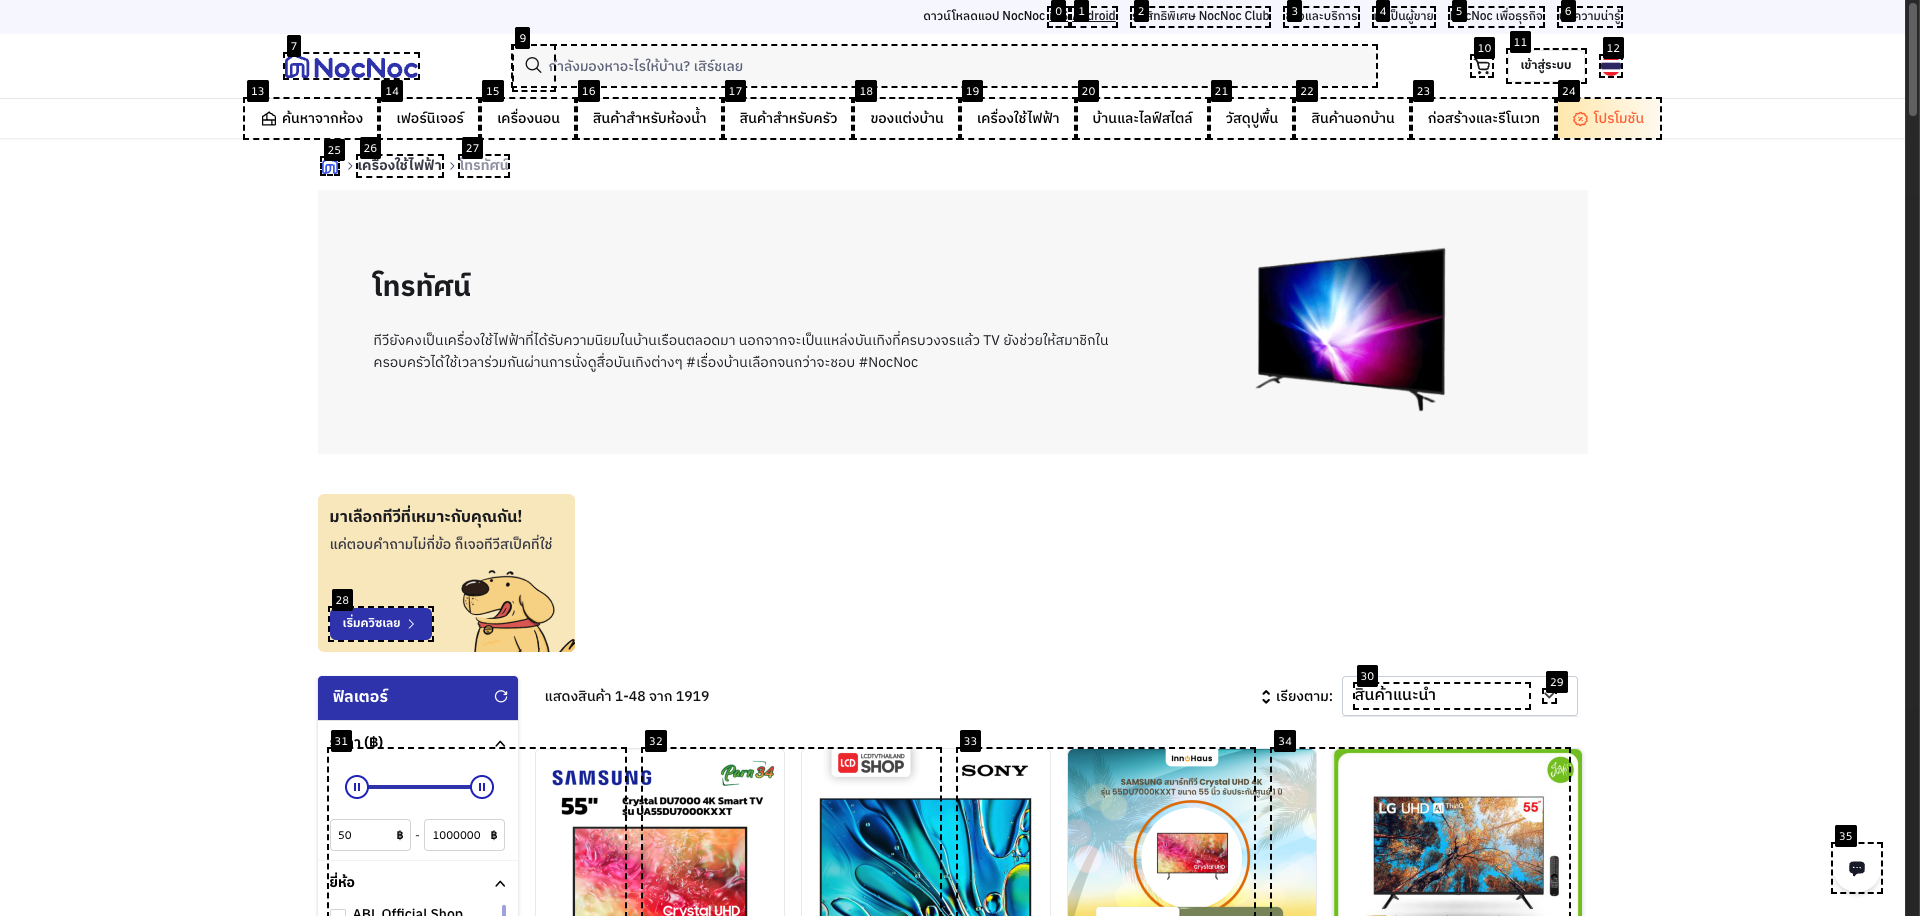 ดาวน์โหลดแอป NocNoc
NocNoc Club
และบริการ
เป็นผู้ขาย
เพื่อธุรกิจ
ความน่ารู้
NocNoc
กำลังมองหาอะไรให้บ้าน? เสิร์ชเลย
เข้าสู่ระบบ
ค้นหาจากห้อง
เฟอร์นิเจอร์
เครื่องนอน
สินค้าสำหรับห้องน้ำ
สินค้าสำหรับครัว
ของแต่งบ้าน
เครื่องใช้ไฟฟ้า
บ้านและไลฟ์สไตล์
วัสดุปูพื้น
สินค้านอกบ้าน
ก่อสร้างและรีโนเวท
โปรโมชัน
เครื่องใช้ไฟฟ้า
โทรทัศน์
โทรทัศน์
ทีวียังคงเป็นเครื่องใช้ไฟฟ้าที่ได้รับความนิยมในบ้านเรือนตลอดมา นอกจากจะเป็นแหล่งบันเทิงที่ครบวงจรแล้ว TV ยังช่วยให้สมาชิกใน
ครอบครัวได้ใช้เวลาร่วมกันผ่านการนั่งดูสื่อบันเทิงต่างๆ #เรื่องบ้านเลือกจนกว่าจะชอบ #NocNoc
มาเลือกทีวีที่เหมาะกับคุณกัน!
แค่ตอบคำถามไม่กี่ข้อ ก็เจอทีวีสเป็คที่ใช่
เริ่มควิซเลย
ฟิลเตอร์
แสดงสินค้า 1-48 จาก 1919
เรียงตาม:
สินค้าแนะนำ
(฿)
50 ฿ - 1000000 ฿
ยี่ห้อ
ABL Official Shop
SAMSUNG
Para 34
55" Crystal DU7000 4K Smart TV
รุ่น UA55DU7000KXXT
Crystal UHD
LCD
LCDTVTHAILAND
SHOP
SONY
InnHaus
SAMSUNG สมาร์ททีวี Crystal UHD 4K
รุ่น 55DU7000KXXT ขนาด 55 นิ้ว รับประกันศูนย์ 1 ปี
Crystal UHD
LG UHD AI ThinQ
55"
0
1
2
3
4
5
6
7
9
10
11
12
13
14
15
16
17
18
19
20
21
22
23
24
25
26
27
28
29
30
31
32
33
34
35